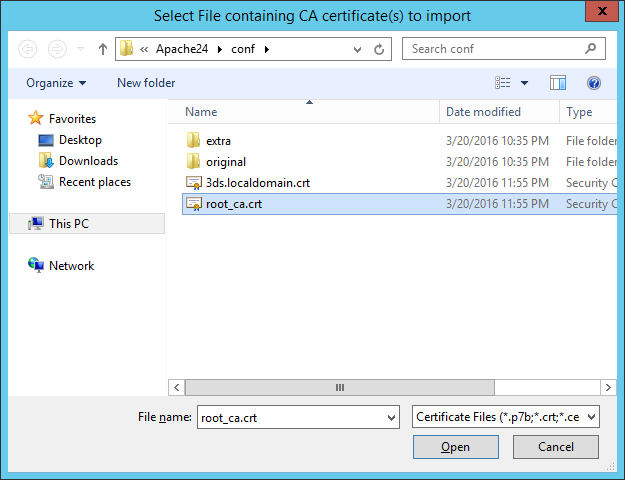 Select File containing CA certificate(s) to import
X
« Apache24 conf Search conf
Organize New folder
Name Date modified Type
Favorites
Desktop
Downloads
Recent places
This PC
Network
extra 3/20/2016 10:35 PM File folder
original 3/20/2016 10:35 PM File folder
3ds.localdomain.crt 3/20/2016 11:55 PM Security C
root_ca.crt 3/20/2016 11:55 PM Security C
File name: root_ca.crt Certificate Files (*.p7b;*.crt;*.ce
Open Cancel